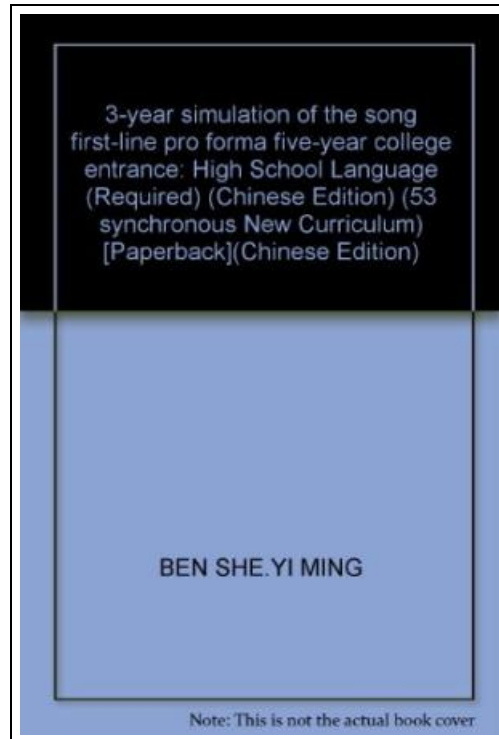 3-year simulation of the song
first-line pro forma five-year college
entrance: High School Language
(Required) (Chinese Edition) (53
synchronous New Curriculum)
[Paperback](Chinese Edition)
BEN SHE.YI MING
Note: This is not the actual book cover